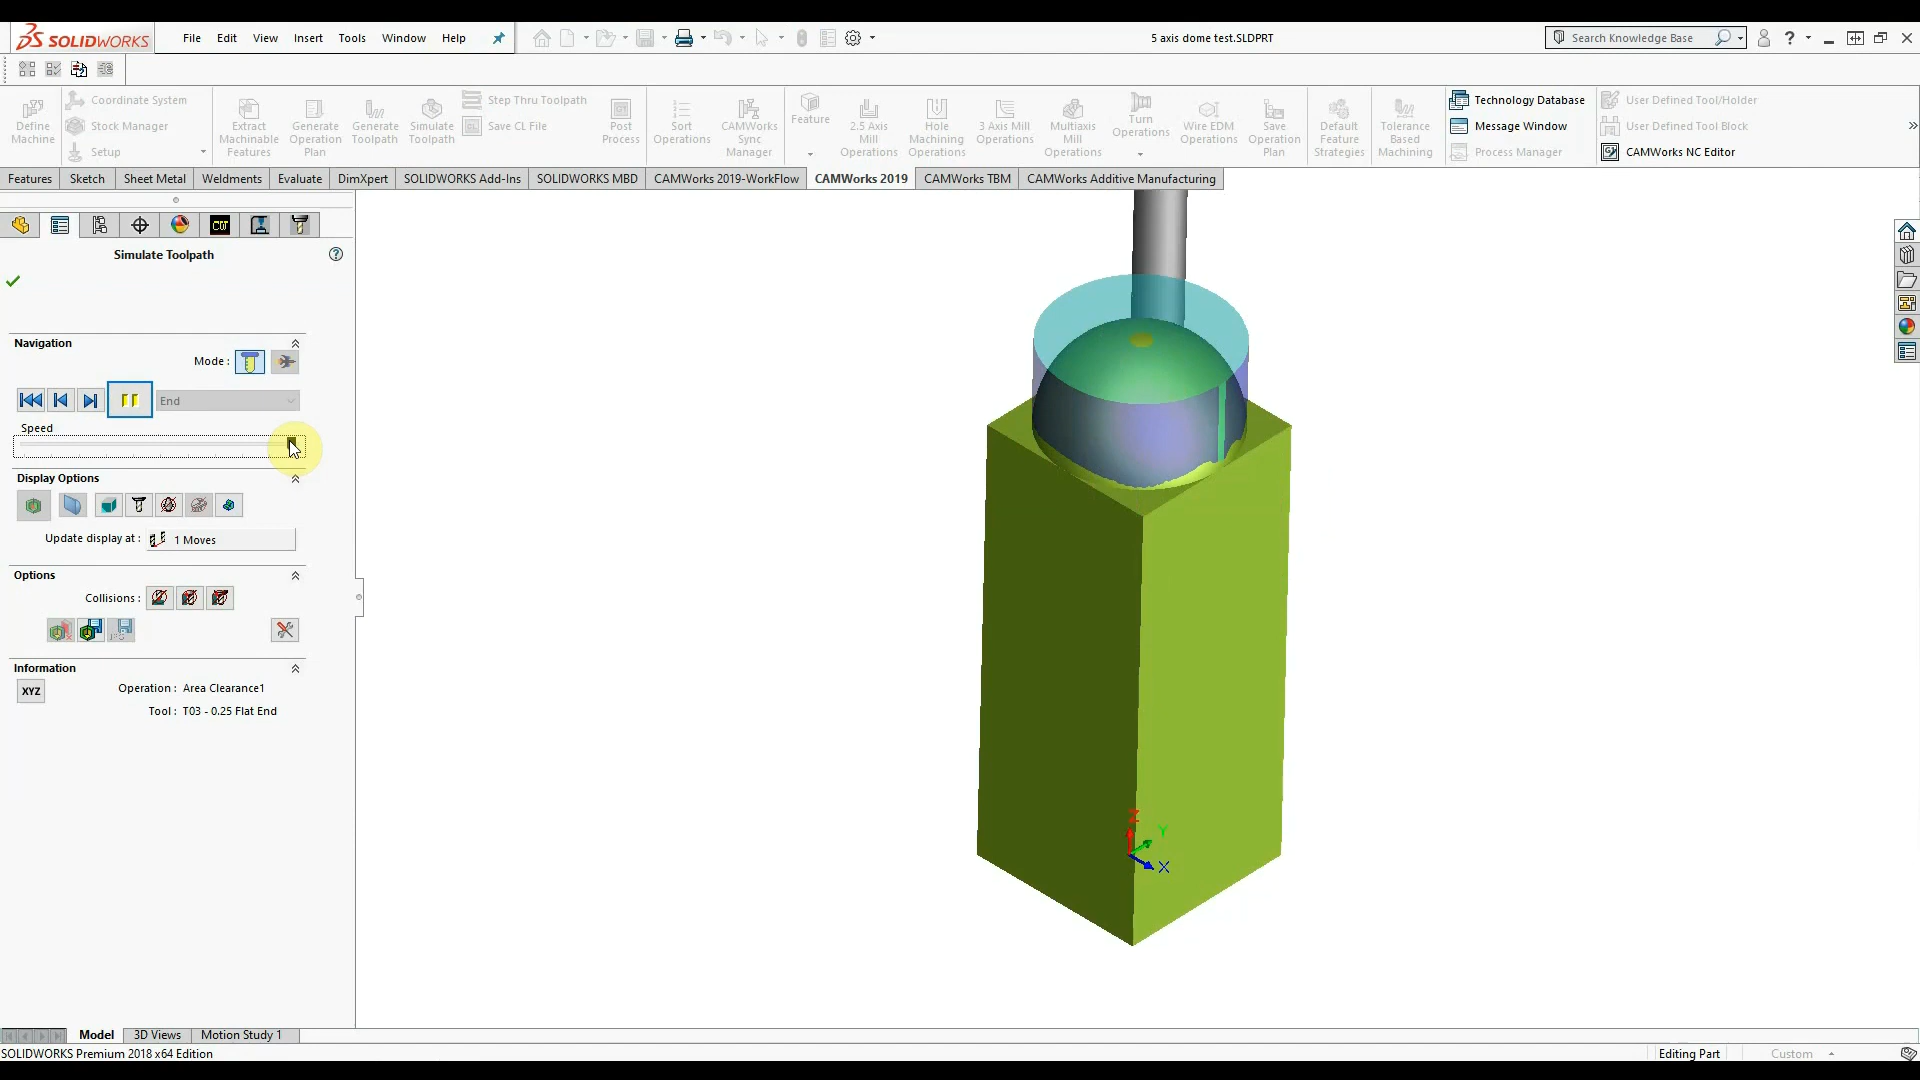 SOLIDWORKS File Edit View Insert Tools Window Help 5 axis dome test.SLDPRT Search Knowledge Base ?
Define Machine
Coordinate System
Stock Manager
Setup
Extract Machinable Features
Generate Operation Plan
Generate Toolpath
Simulate Toolpath
Step Thru Toolpath
Save CL File
Post Process
Sort Operations
CAMWorks Sync Manager
Feature
2.5 Axis Mill Operations
Hole Machining Operations
3 Axis Mill Operations
Multiaxis Mill Operations
Turn Operations
Wire EDM Operations
Save Operation Plan
Default Feature Strategies
Tolerance Based Machining
Technology Database
Message Window
Process Manager
User Defined Tool/Holder
User Defined Tool Block
CAMWorks NC Editor
Features Sketch Sheet Metal Weldments Evaluate DimXpert SOLIDWORKS Add-Ins SOLIDWORKS MBD CAMWorks 2019-WorkFlow CAMWorks 2019 CAMWorks TBM CAMWorks Additive Manufacturing
CW
Simulate Toolpath ?
Navigation
Mode :
End
Speed
Display Options
Update display at : 1 Moves
Options
Collisions :
Information
XYZ Operation : Area Clearance1
Tool : T03 - 0.25 Flat End
Z
Y
X
Model 3D Views Motion Study 1
SOLIDWORKS Premium 2018 x64 Edition Editing Part Custom